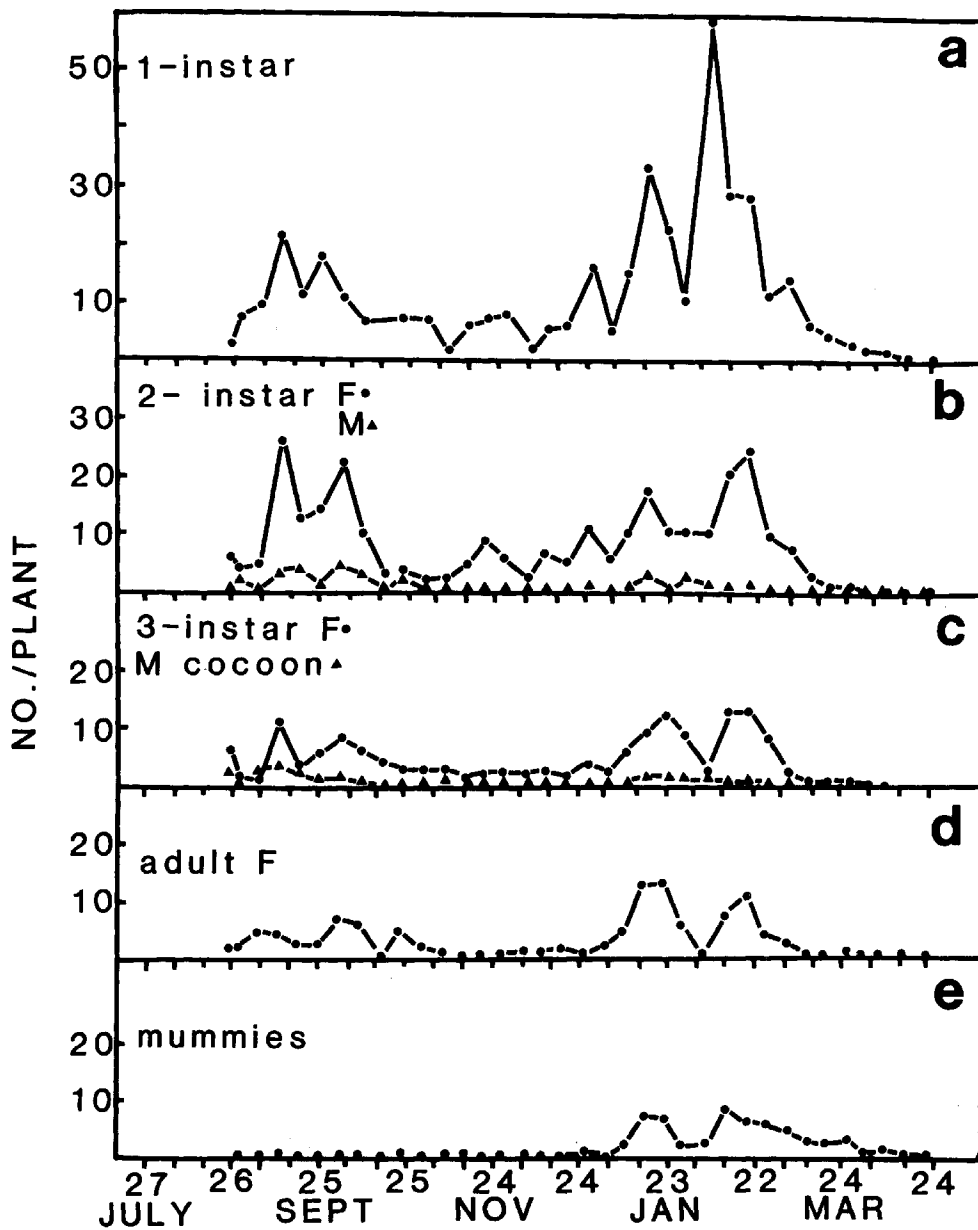 a
50
1-instar
30
10
b
2- instar F•
30
M▲
20
10
c
3-instar F•
20
M cocoon▲
10
d
20
adult F
10
e
20
mummies
10
NO./PLANT
27 26 25 25 24 24 23 22 24 24
JULY SEPT NOV JAN MAR